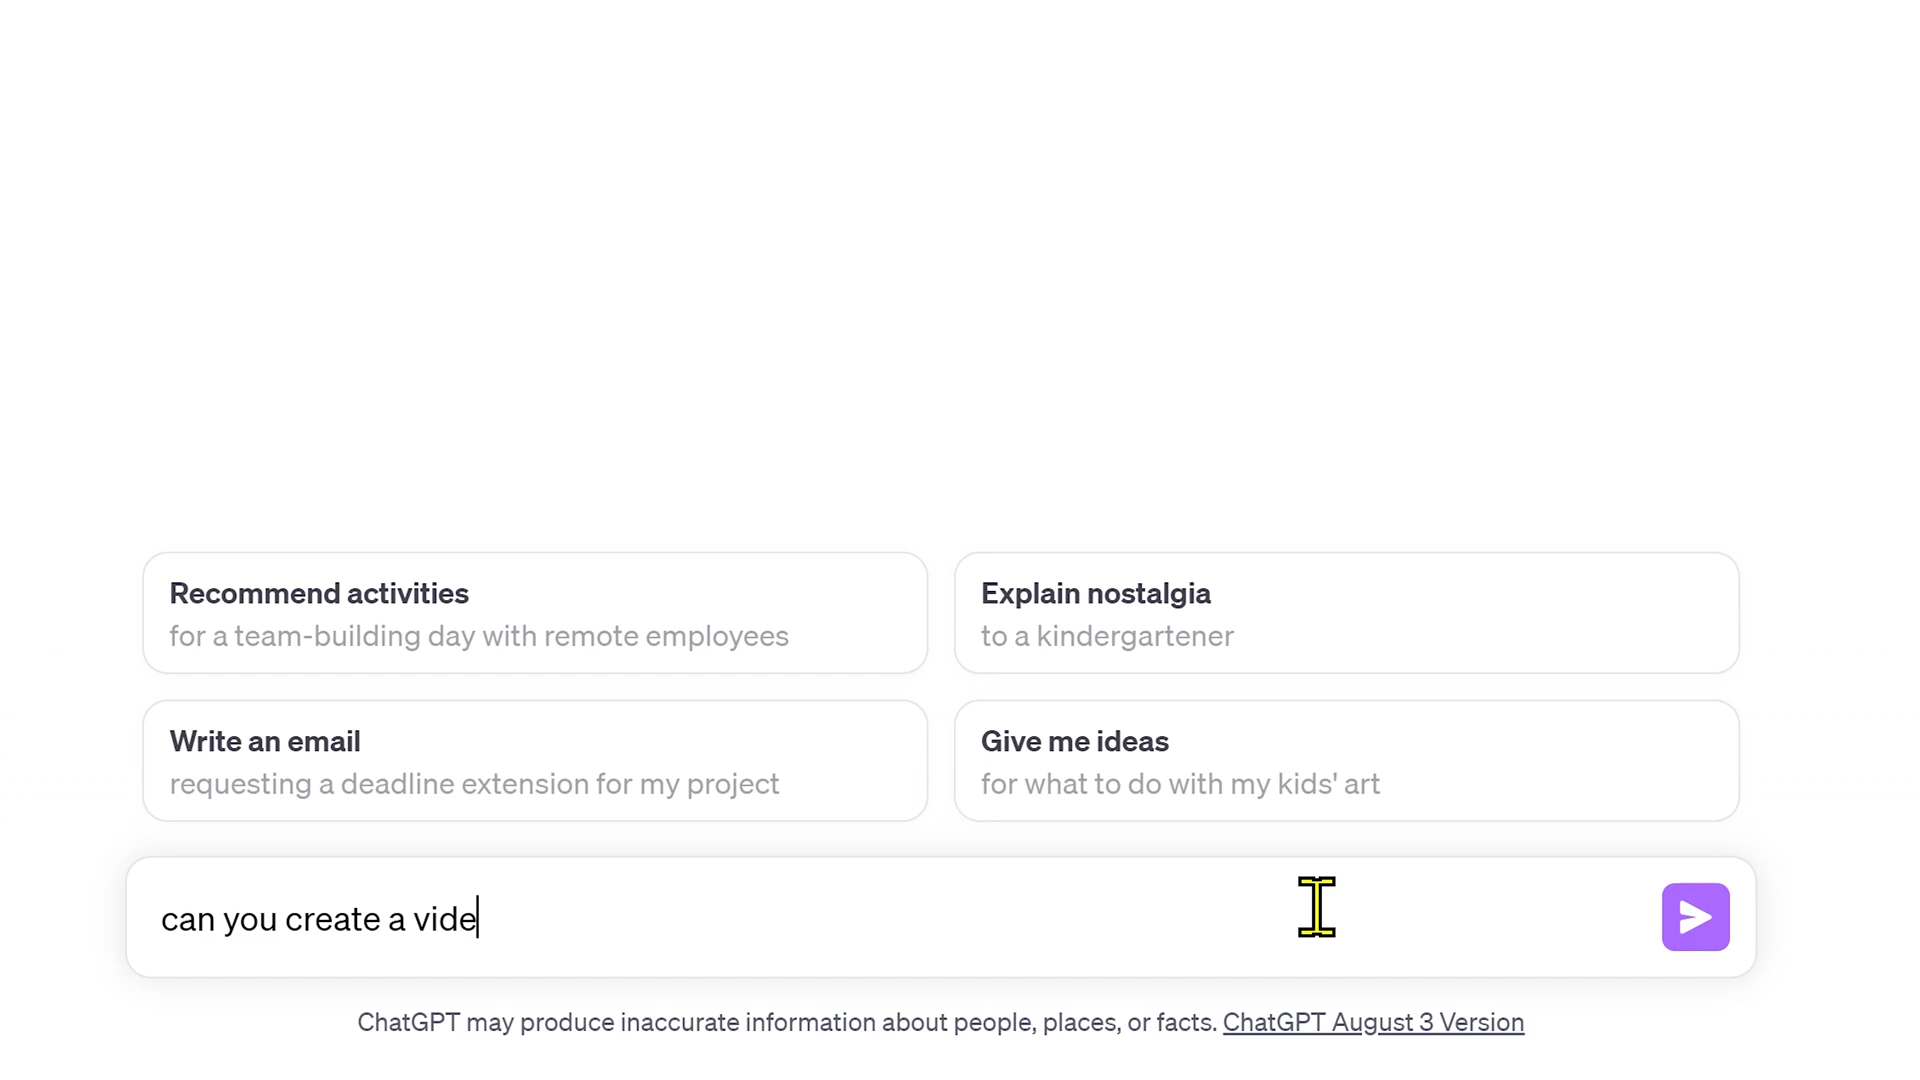 Recommend activities
for a team-building day with remote employees
Explain nostalgia
to a kindergartener
Write an email
requesting a deadline extension for my project
Give me ideas
for what to do with my kids' art
can you create a vide
ChatGPT may produce inaccurate information about people, places, or facts. ChatGPT August 3 Version